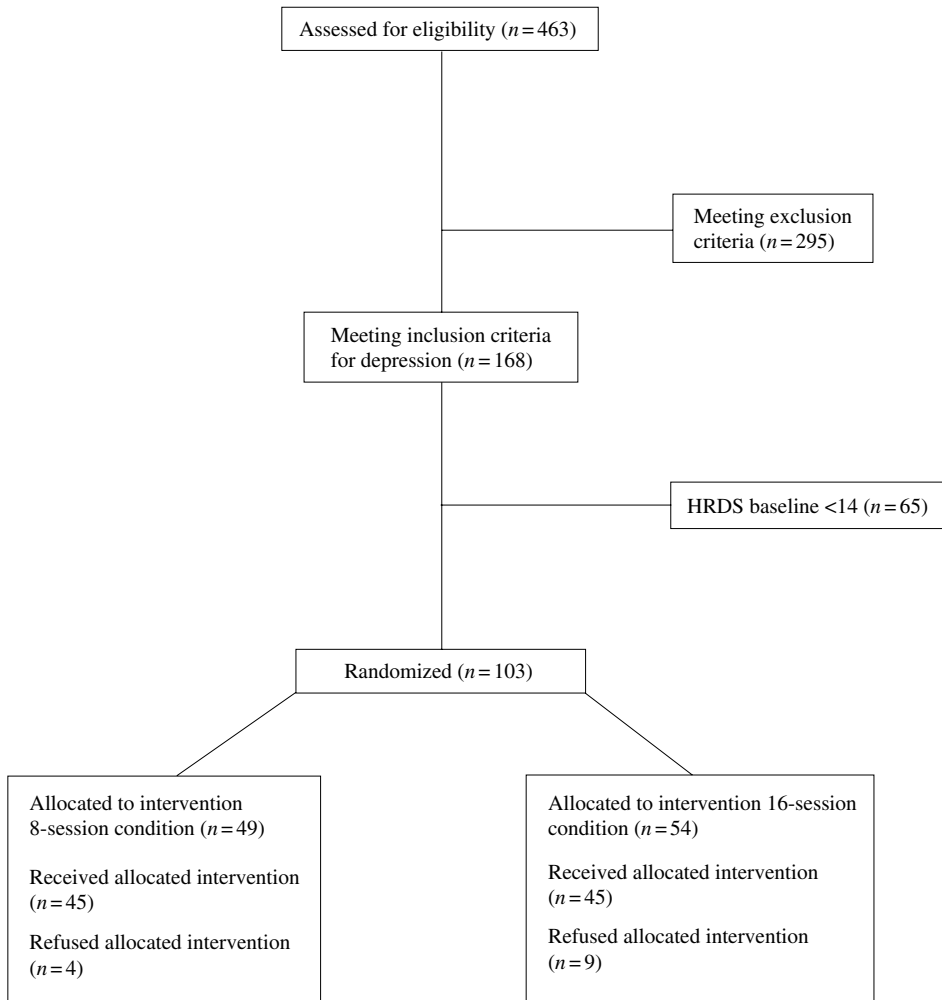 Assessed for eligibility (n = 463)
Meeting exclusion
criteria (n = 295)
Meeting inclusion criteria
for depression (n = 168)
HRDS baseline <14 (n = 65)
Randomized (n = 103)
Allocated to intervention
8-session condition (n = 49)
Received allocated intervention
(n = 45)
Refused allocated intervention
(n = 4)
Allocated to intervention 16-session
condition (n = 54)
Received allocated intervention
(n = 45)
Refused allocated intervention
(n = 9)